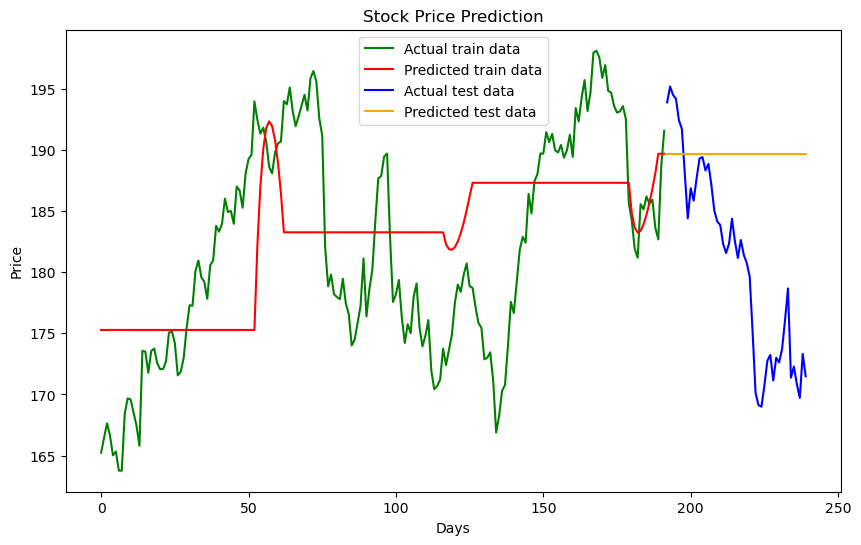 Stock Price Prediction
Actual train data
Predicted train data
Actual test data
Predicted test data
195
190
185
180
175
170
165
Price
0
50
100
150
200
250
Days